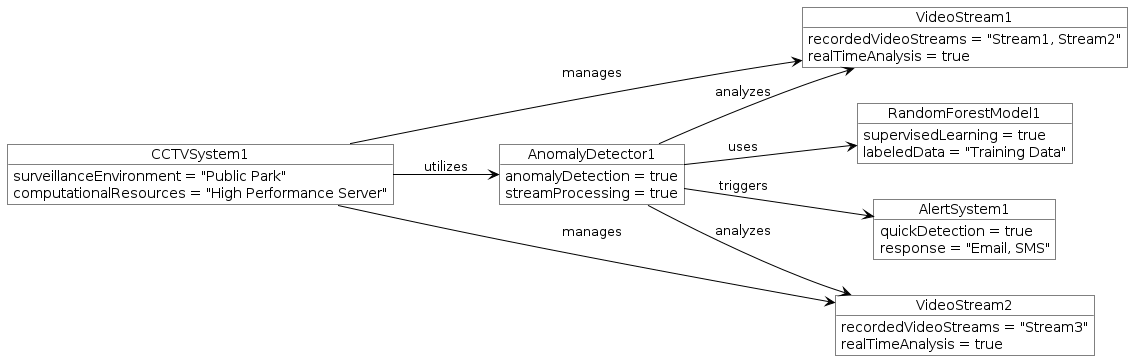 VideoStream1
recordedVideoStreams = "Stream1, Stream2"
realTimeAnalysis = true
manages
analyzes
RandomForestModel1
supervisedLearning = true
labeledData = "Training Data"
uses
CCTVSystem1
surveillanceEnvironment = "Public Park"
computationalResources = "High Performance Server"
utilizes
AnomalyDetector1
anomalyDetection = true
streamProcessing = true
triggers
AlertSystem1
quickDetection = true
response = "Email, SMS"
manages
analyzes
VideoStream2
recordedVideoStreams = "Stream3"
realTimeAnalysis = true